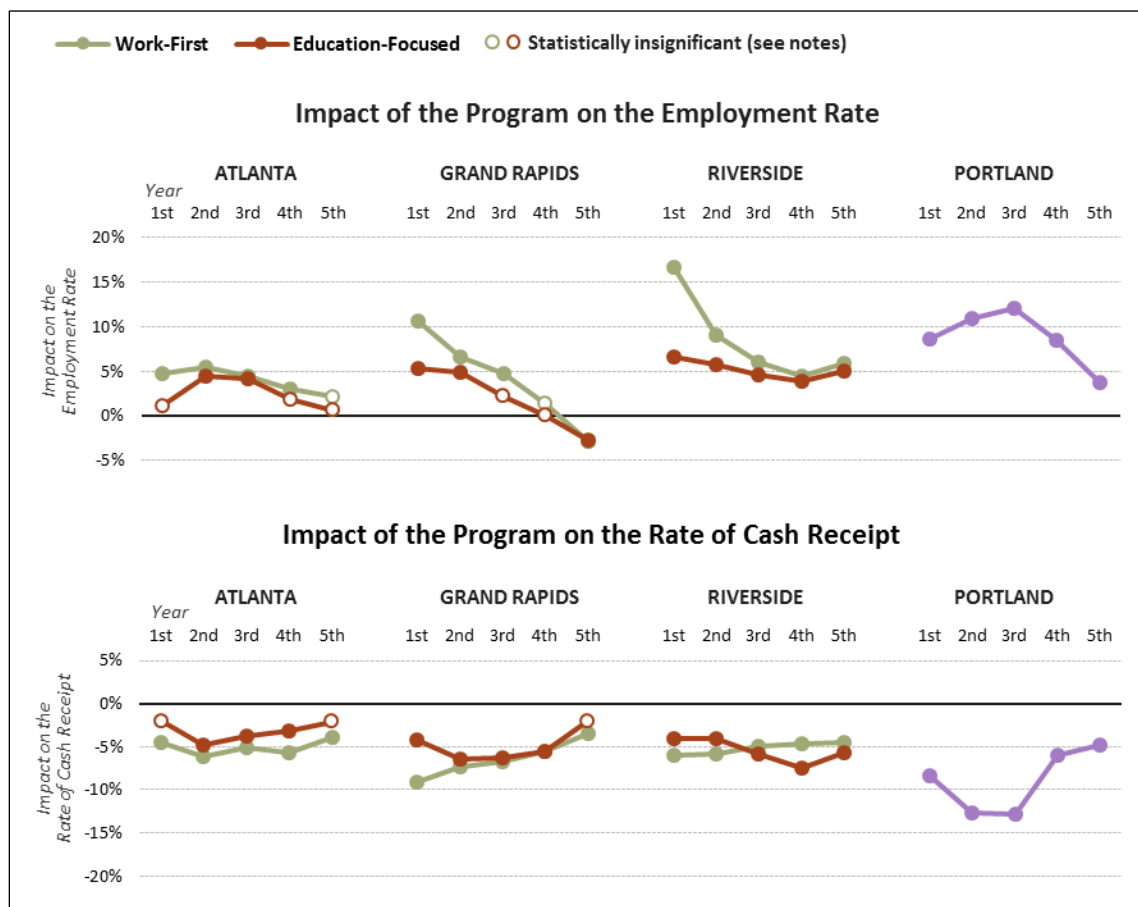 Work-First Education-Focused Statistically insignificant (see notes)
Impact of the Program on the Employment Rate
ATLANTA GRAND RAPIDS RIVERSIDE PORTLAND
Year
1st 2nd 3rd 4th 5th 1st 2nd 3rd 4th 5th 1st 2nd 3rd 4th 5th 1st 2nd 3rd 4th 5th
Impact on the
Employment Rate
20%
15%
10%
5%
0%
-5%
Impact of the Program on the Rate of Cash Receipt
ATLANTA GRAND RAPIDS RIVERSIDE PORTLAND
Year
1st 2nd 3rd 4th 5th 1st 2nd 3rd 4th 5th 1st 2nd 3rd 4th 5th 1st 2nd 3rd 4th 5th
Impact on the
Rate of Cash Receipt
5%
0%
-5%
-10%
-15%
-20%